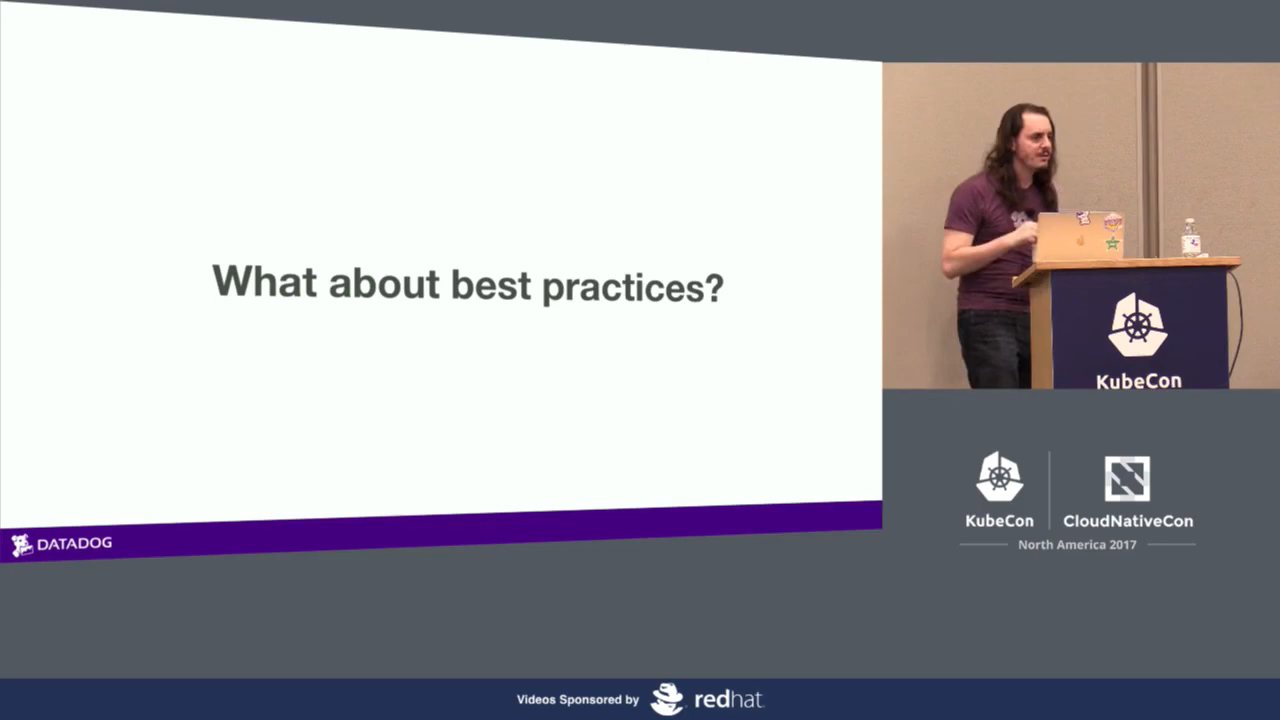 What about best practices?
DATADOG
KubeCon
KubeCon
CloudNativeCon
North America 2017
Videos Sponsored by
redhat